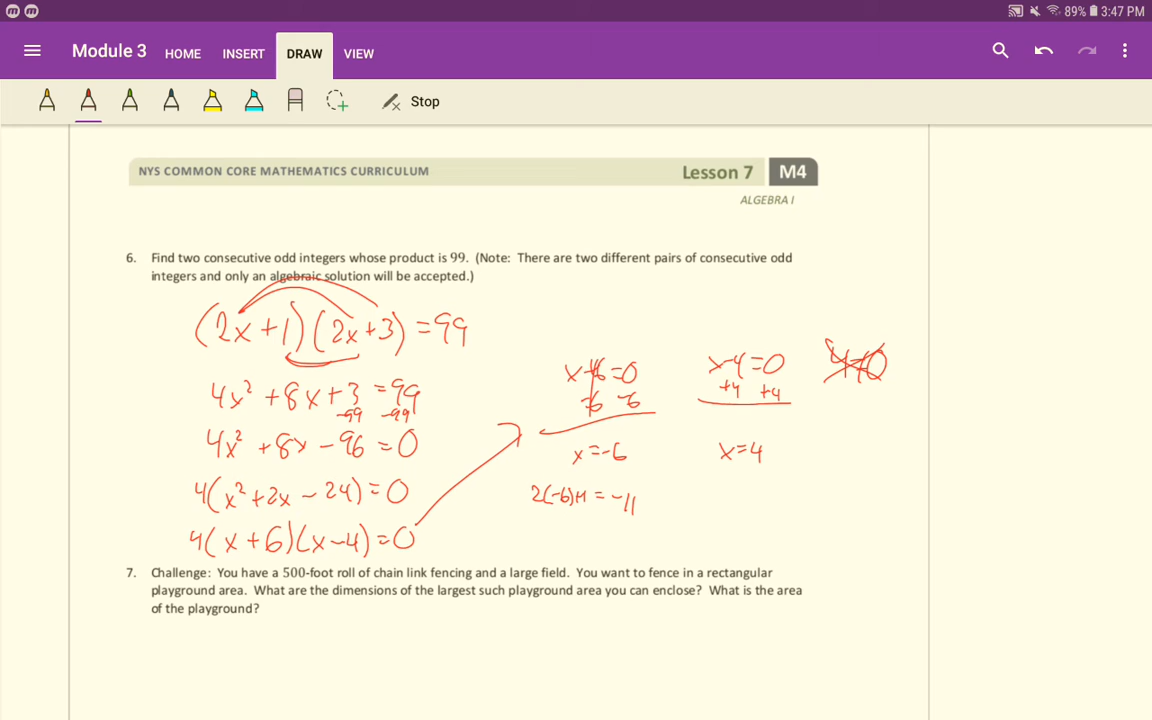 89% 3:47 PM
Module 3 HOME INSERT DRAW VIEW
Stop
NYS COMMON CORE MATHEMATICS CURRICULUM Lesson 7 M4
ALGEBRA I
6. Find two consecutive odd integers whose product is 99. (Note: There are two different pairs of consecutive odd
integers and only an algebraic solution will be accepted.)
(2x+1)(2x+3)=99
4x² +8x+3 =99
-99 -99
4x² +8x -96 =0
4(x²+2x -24)=0
4(x+6)(x-4)=0
x+6=0
-6 -6
x=-6
2(-6)+1 = -11
x-4=0
+4 +4
x=4
4≠0
7. Challenge: You have a 500-foot roll of chain link fencing and a large field. You want to fence in a rectangular
playground area. What are the dimensions of the largest such playground area you can enclose? What is the area
of the playground?